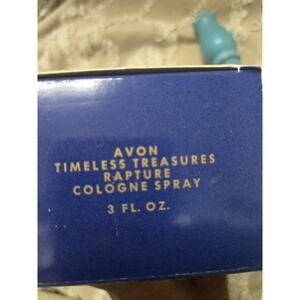 AVON
TIMELESS TREASURES
RAPTURE
COLOGNE SPRAY
3 FL. OZ.